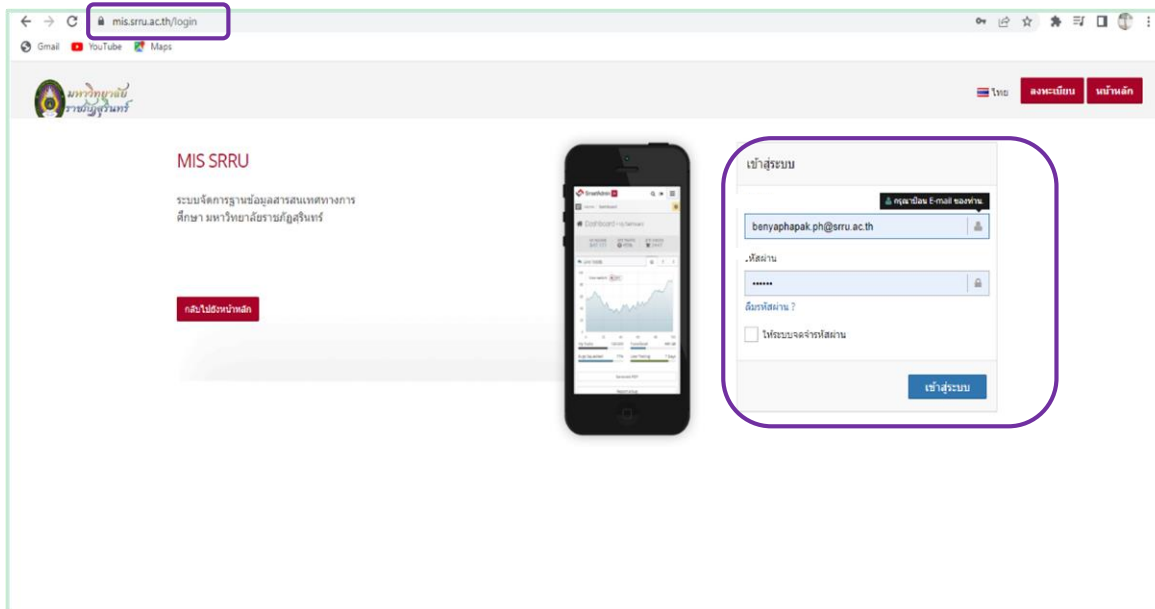 mis.srru.ac.th/login
Gmail YouTube Maps
มหาวิทยาลัย
ราชภัฏสุรินทร์
ไทย ลงทะเบียน หน้าหลัก
MIS SRRU
ระบบจัดการฐานข้อมูลสารสนเทศทางการ
ศึกษา มหาวิทยาลัยราชภัฏสุรินทร์
กลับไปยังหน้าหลัก
SmartAdmin
Dashboard
Generate PDF
เข้าสู่ระบบ
กรุณาป้อน E-mail ของท่าน
benyaphapak.ph@srru.ac.th
หัสผ่าน
ลืมรหัสผ่าน ?
ให้ระบบจดจำรหัสผ่าน
เข้าสู่ระบบ